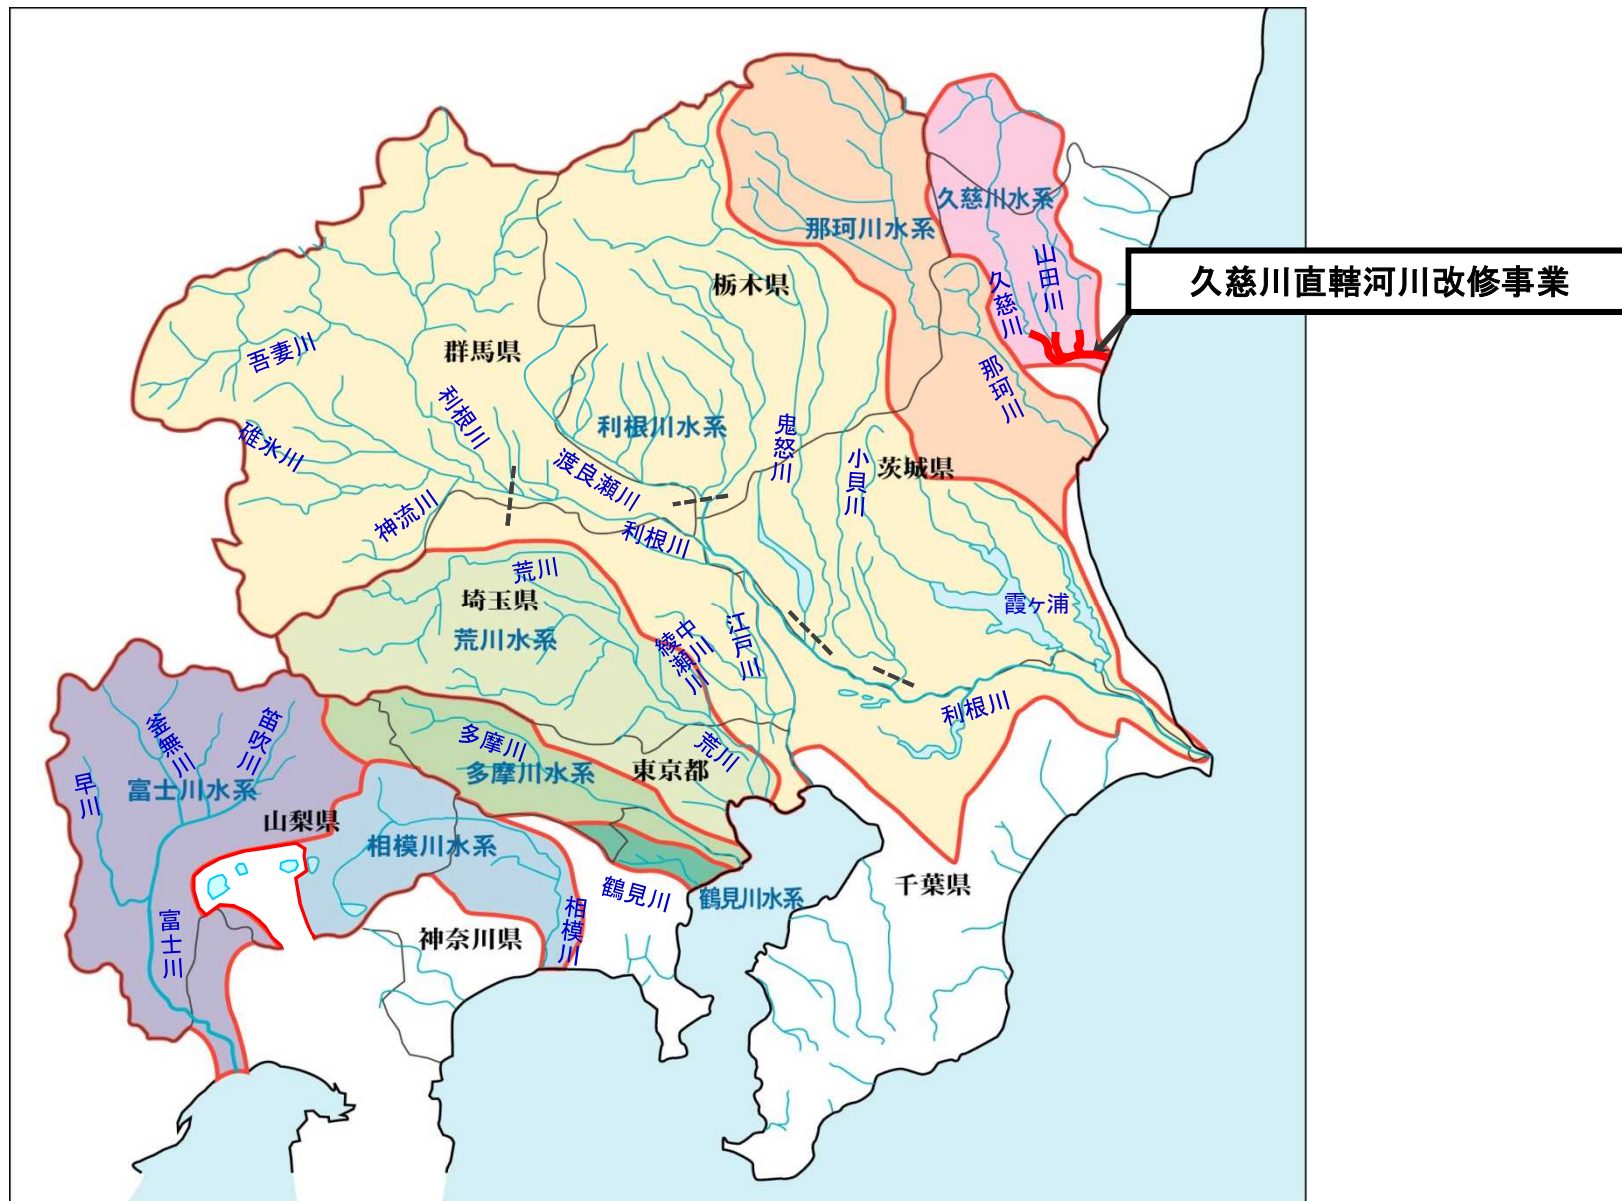 久慈川水系
那珂川水系
山田川
久慈川
久慈川直轄河川改修事業
栃木県
群馬県
吾妻川
那珂川
利根川
利根川水系
鬼怒川
碓氷川
渡良瀬川
小貝川
茨城県
神流川
利根川
荒川
埼玉県
荒川水系
霞ヶ浦
綾瀬川
中川
江戸川
利根川
釜無川
笛吹川
多摩川
荒川
早川
富士川水系
多摩川水系
東京都
山梨県
相模川水系
千葉県
鶴見川
鶴見川水系
富士川
相模川
神奈川県